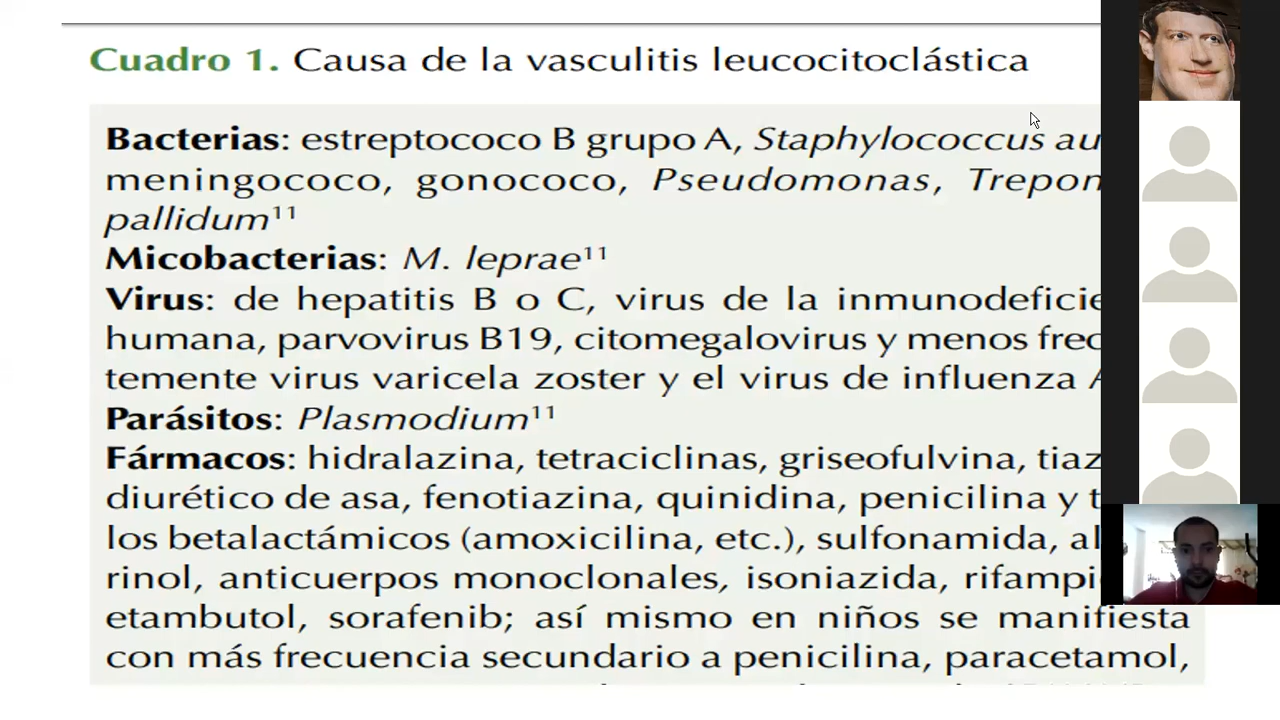 Cuadro 1. Causa de la vasculitis leucocitoclástica
Bacterias: estreptococo B grupo A, Staphylococcus au
meningococo, gonococo, Pseudomonas, Trepon
pallidum¹¹
Micobacterias: M. leprae¹¹
Virus: de hepatitis B o C, virus de la inmunodeficie
humana, parvovirus B19, citomegalovirus y menos frec
temente virus varicela zoster y el virus de influenza
Parásitos: Plasmodium¹¹
Fármacos: hidralazina, tetraciclinas, griseofulvina, tiaz
diurético de asa, fenotiazina, quinidina, penicilina y t
los betalactámicos (amoxicilina, etc.), sulfonamida, al
rinol, anticuerpos monoclonales, isoniazida, rifampi
etambutol, sorafenib; así mismo en niños se manifiesta
con más frecuencia secundario a penicilina, paracetamol,